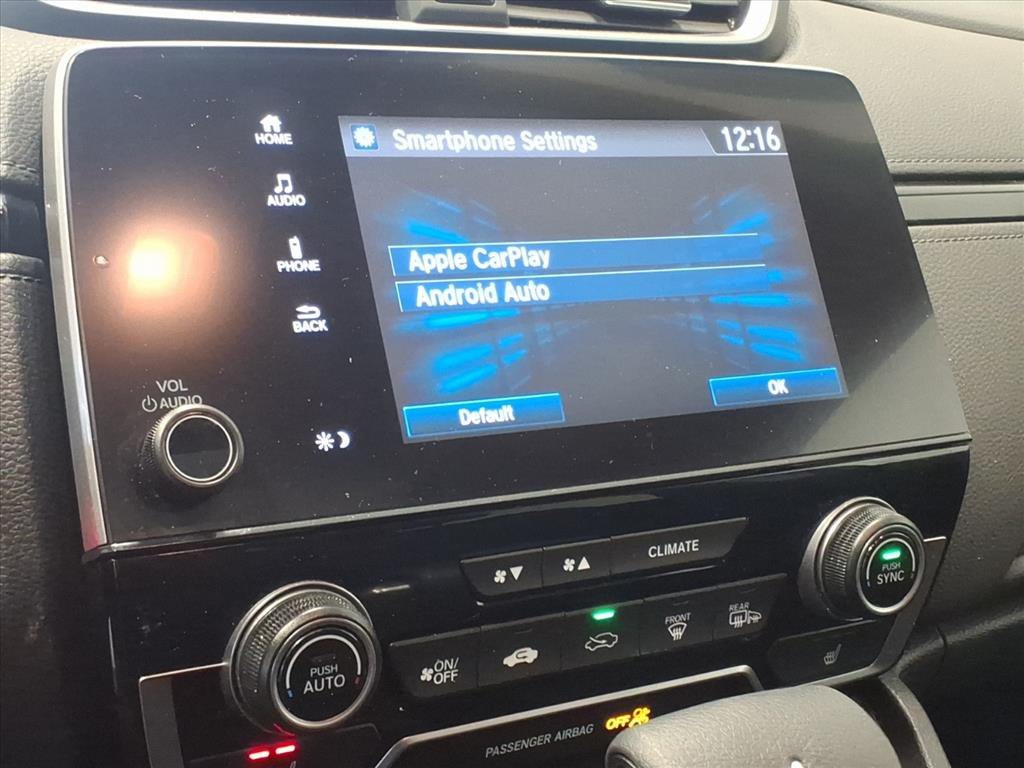 Smartphone Settings
12:16
HOME
AUDIO
PHONE
BACK
Apple CarPlay
Android Auto
Default
OK
VOL
AUDIO
CLIMATE
PUSH
SYNC
PUSH
AUTO
ON/
OFF
FRONT
REAR
PASSENGER AIRBAG
OFF